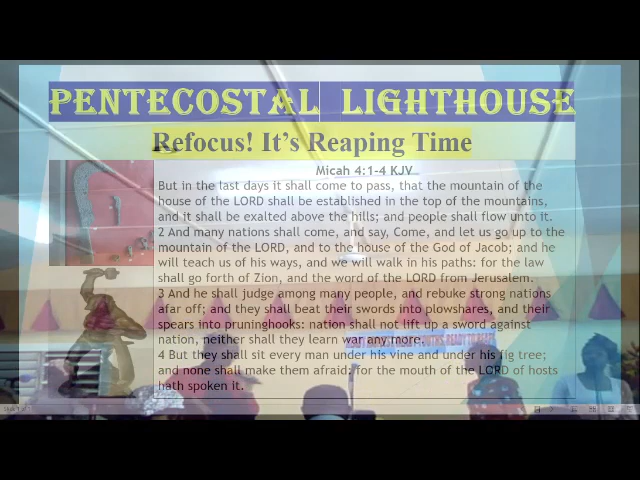 PENTECOSTAL LIGHTHOUSE
Refocus! It's Reaping Time
Micah 4:1-4 KJV
But in the last days it shall come to pass, that the mountain of the
house of the LORD shall be established in the top of the mountains,
and it shall be exalted above the hills; and people shall flow unto it.
2 And many nations shall come, and say, Come, and let us go up to the
mountain of the LORD, and to the house of the God of Jacob; and he
will teach us of his ways, and we will walk in his paths: for the law
shall go forth of Zion, and the word of the LORD from Jerusalem.
3 And he shall judge among many people, and rebuke strong nations
afar off; and they shall beat their swords into plowshares, and their
spears into pruninghooks: nation shall not lift up a sword against
nation, neither shall they learn war any more.
4 But they shall sit every man under his vine and under his fig tree;
and none shall make them afraid: for the mouth of the LORD of hosts
hath spoken it.